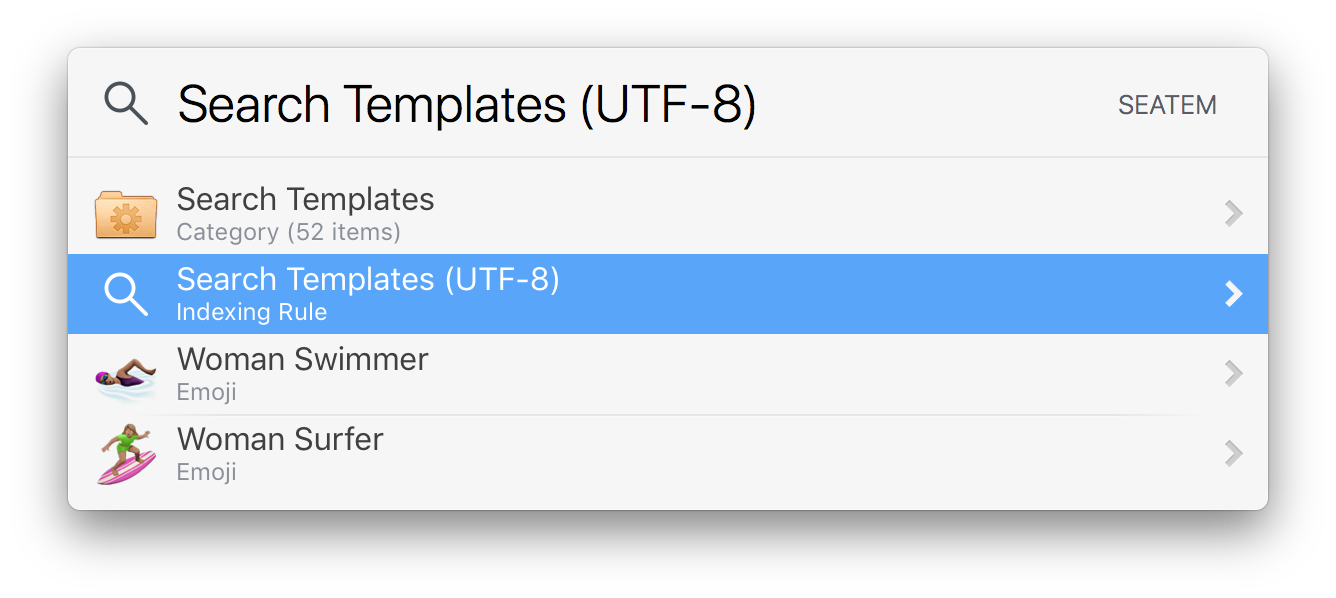 Search Templates (UTF-8)
SEATEM
Search Templates
Category (52 items)
Search Templates (UTF-8)
Indexing Rule
Woman Swimmer
Emoji
Woman Surfer
Emoji